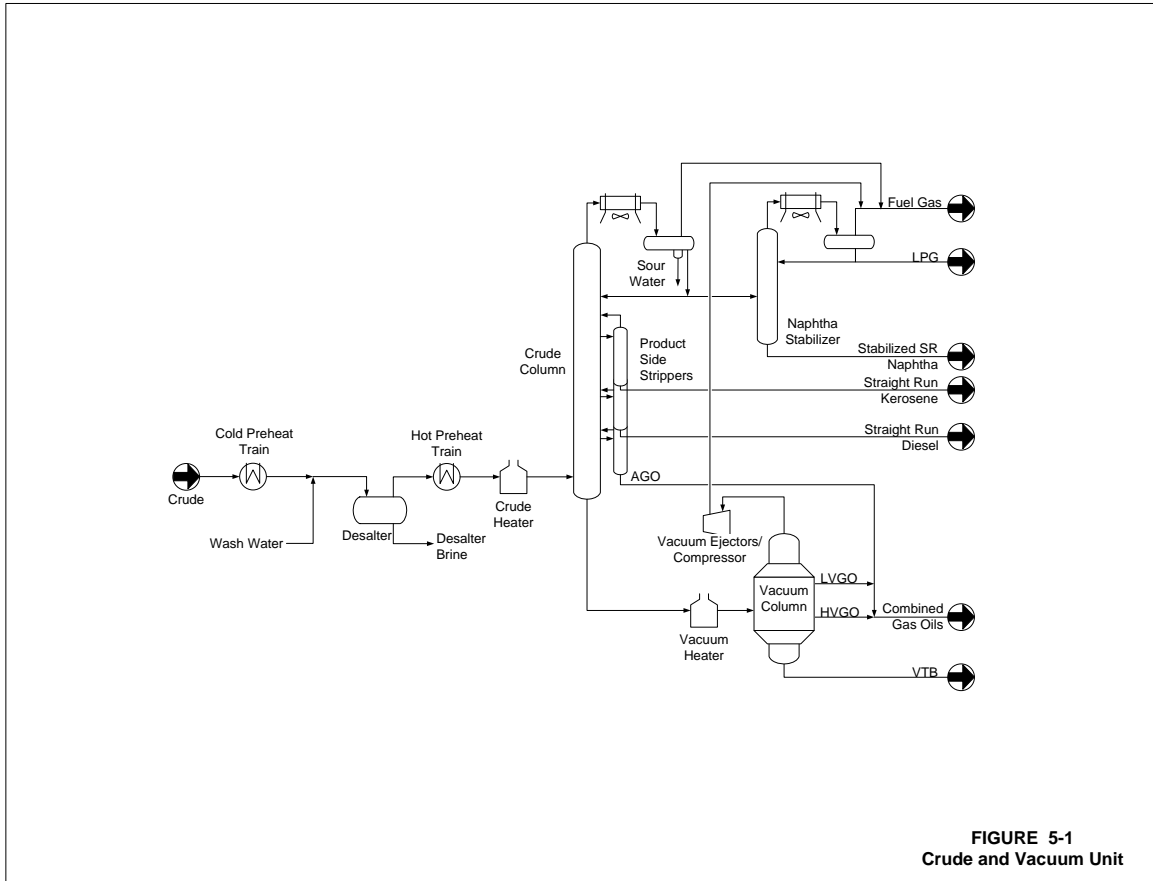 Fuel Gas
LPG
Sour
Water
Naphtha
Stabilizer
Crude
Column
Product
Side
Strippers
Stabilized SR
Naphtha
Straight Run
Kerosene
Straight Run
Diesel
Cold Preheat
Train
Hot Preheat
Train
AGO
Crude
Crude
Heater
Wash Water
Desalter
Desalter
Brine
Vacuum Ejectors/
Compressor
LVGO
Vacuum
Column
HVGO
Combined
Gas Oils
Vacuum
Heater
VTB
FIGURE 5-1
Crude and Vacuum Unit